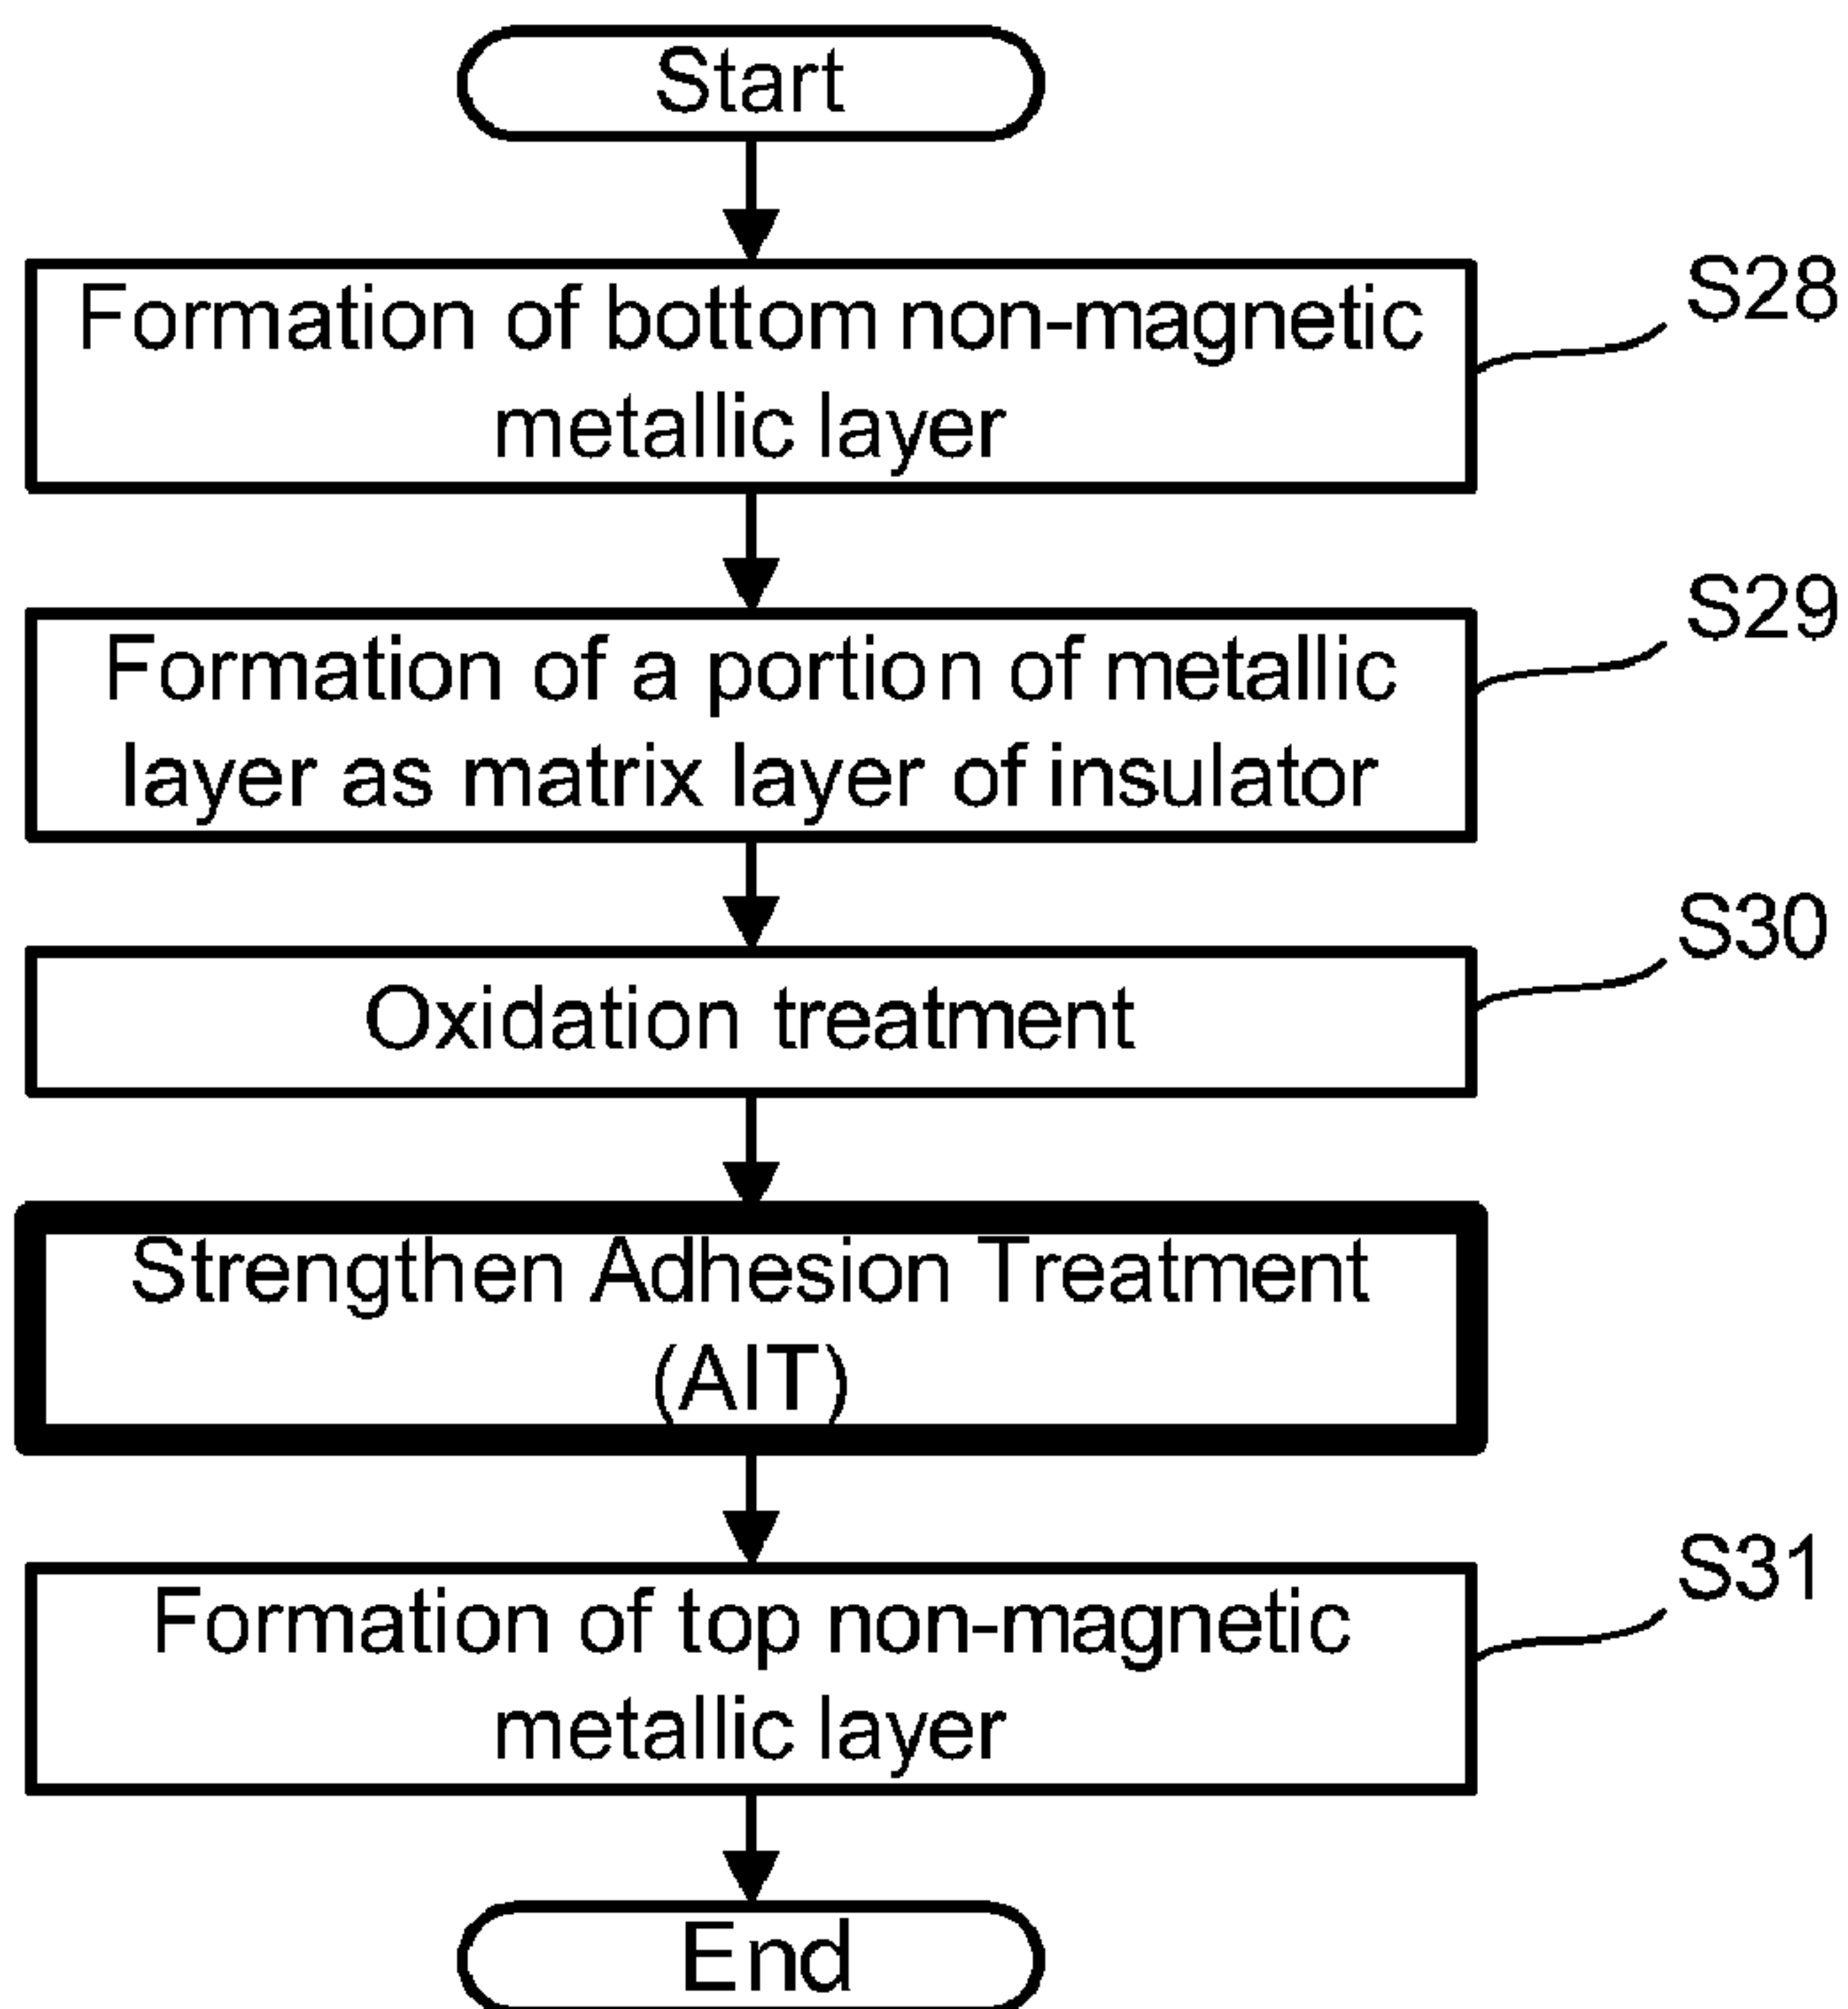 Start
Formation of bottom non-magnetic
metallic layer
S28
Formation of a portion of metallic
layer as matrix layer of insulator
S29
Oxidation treatment
S30
Strengthen Adhesion Treatment
(AIT)
Formation of top non-magnetic
metallic layer
S31
End